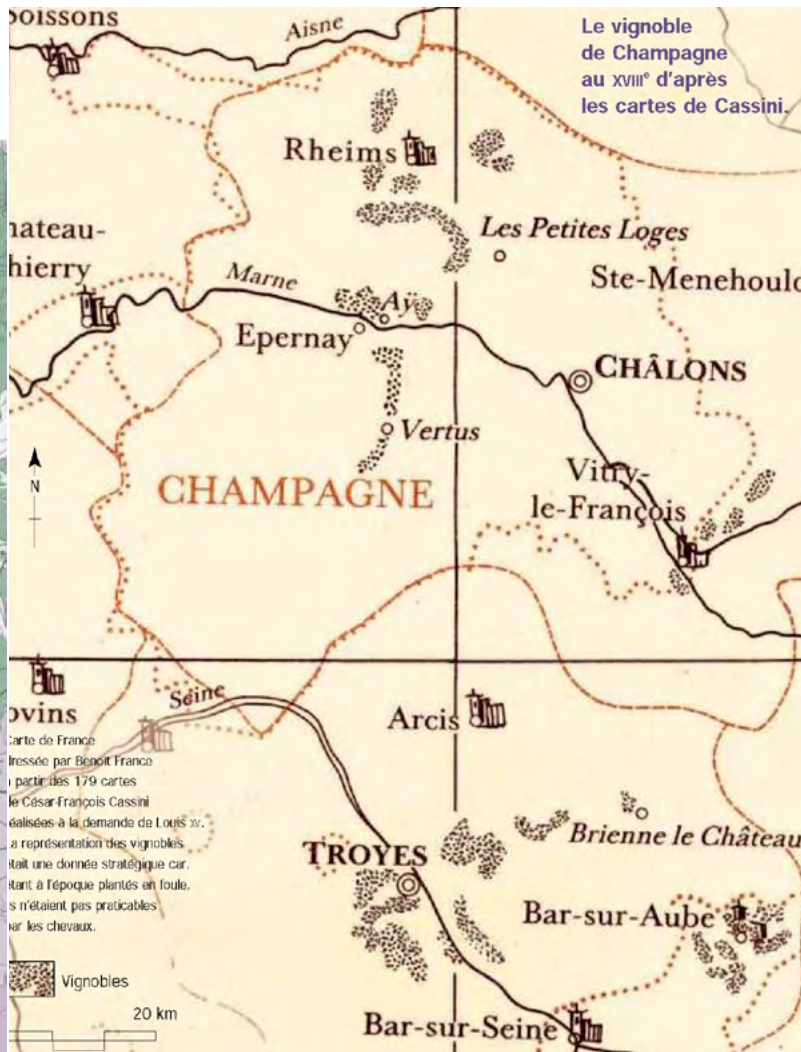 Le vignoble
de Champagne
au XVIIIe d'après
les cartes de Cassini.
Soissons
Aisne
Rheims
Les Petites Loges
hateau-
hierry
Marne
Ste-Menehould
Aÿ
Epernay
CHÂLONS
Vertus
N
CHAMPAGNE
Vitry-
le-François
ovins
Seine
Arcis
Carte de France
dressée par Benoît France
à partir des 179 cartes
de César-François Cassini
réalisées à la demande de Louis XV.
La représentation des vignobles
était une donnée stratégique car,
étant à l'époque plantés en foule,
ils n'étaient pas praticables
par les chevaux.
Brienne le Château
TROYES
Bar-sur-Aube
Vignobles
20 km
Bar-sur-Seine